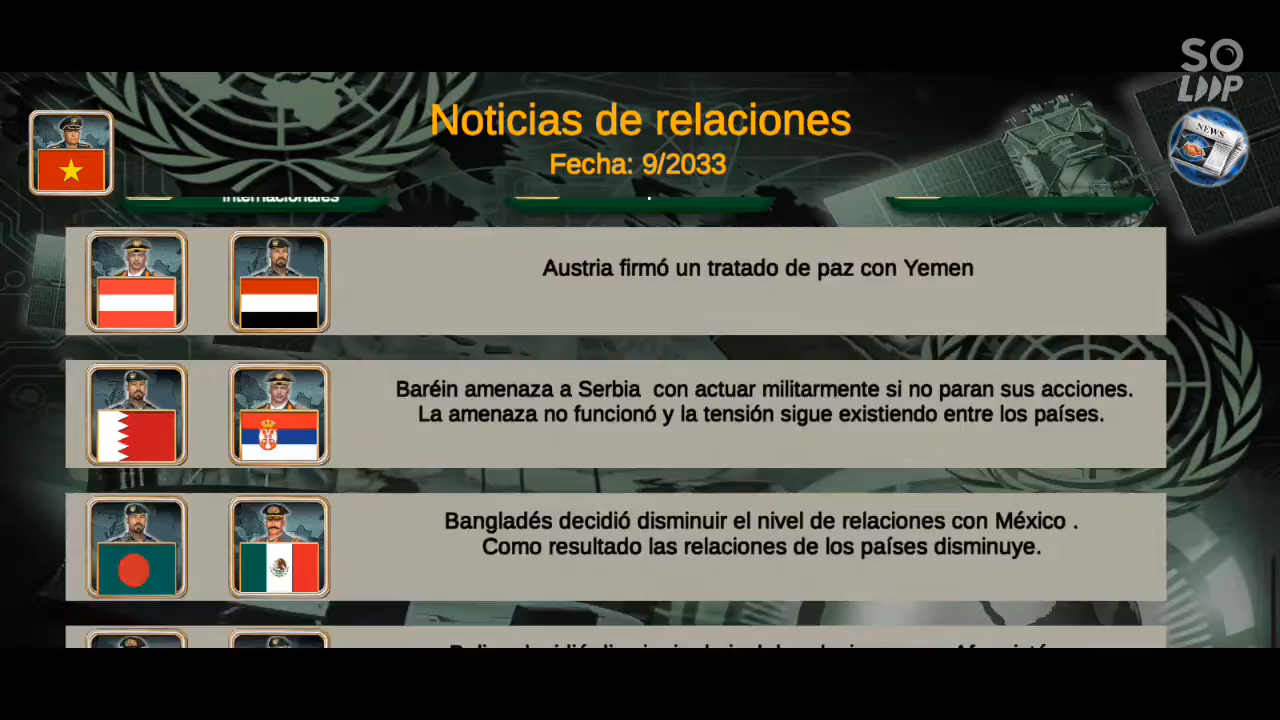 SO
LOOP
Noticias de relaciones
NEWS
Fecha: 9/2033
internacionales
Austria firmó un tratado de paz con Yemen
Baréin amenaza a Serbia  con actuar militarmente si no paran sus acciones.
La amenaza no funcionó y la tensión sigue existiendo entre los países.
Bangladés decidió disminuir el nivel de relaciones con México .
Como resultado las relaciones de los países disminuye.